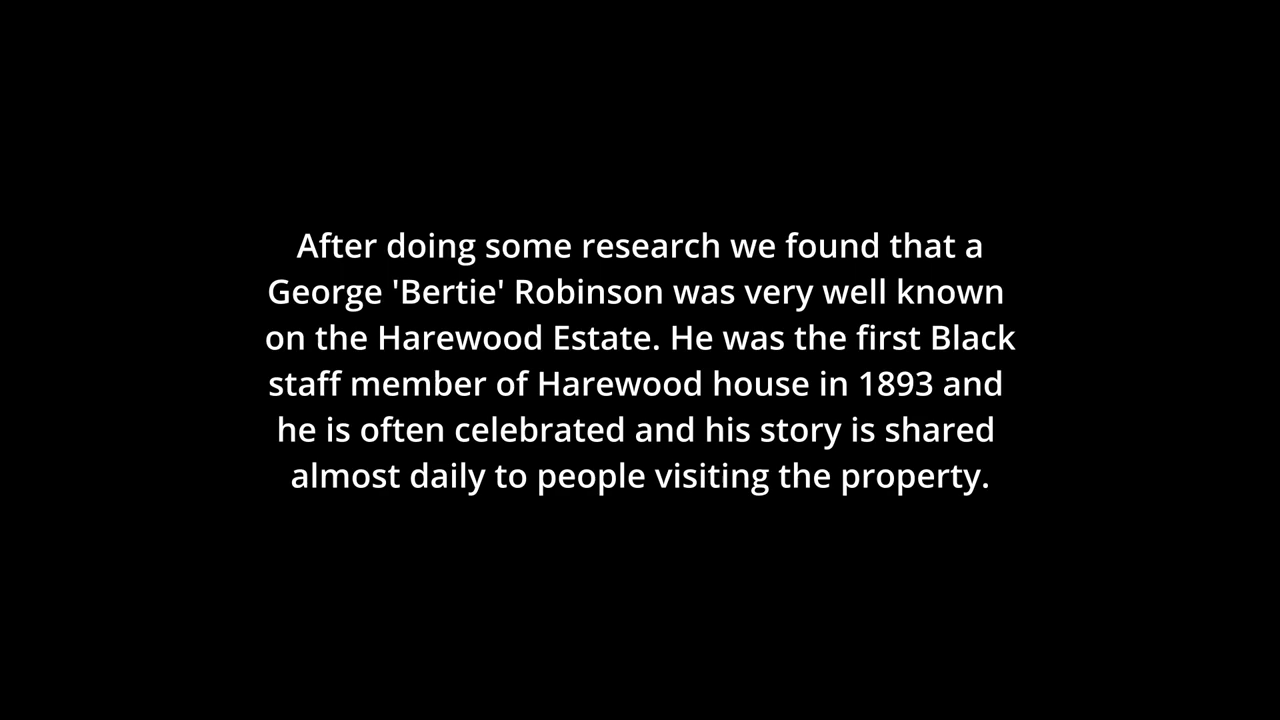 After doing some research we found that a
George 'Bertie' Robinson was very well known
on the Harewood Estate. He was the first Black
staff member of Harewood house in 1893 and
he is often celebrated and his story is shared
almost daily to people visiting the property.